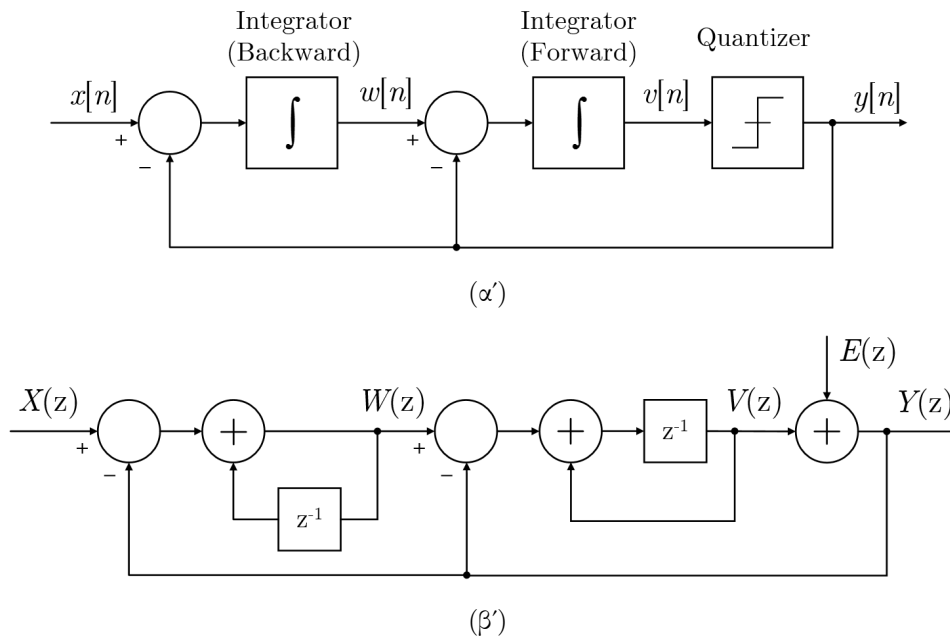 Integrator
(Backward)
Integrator
(Forward)
Quantizer
x[n]
w[n]
v[n]
y[n]
∫
∫
+
−
+
−
(α′)
E(z)
X(z)
W(z)
V(z)
Y(z)
+
z⁻¹
+
+
+
−
+
−
z⁻¹
(β′)